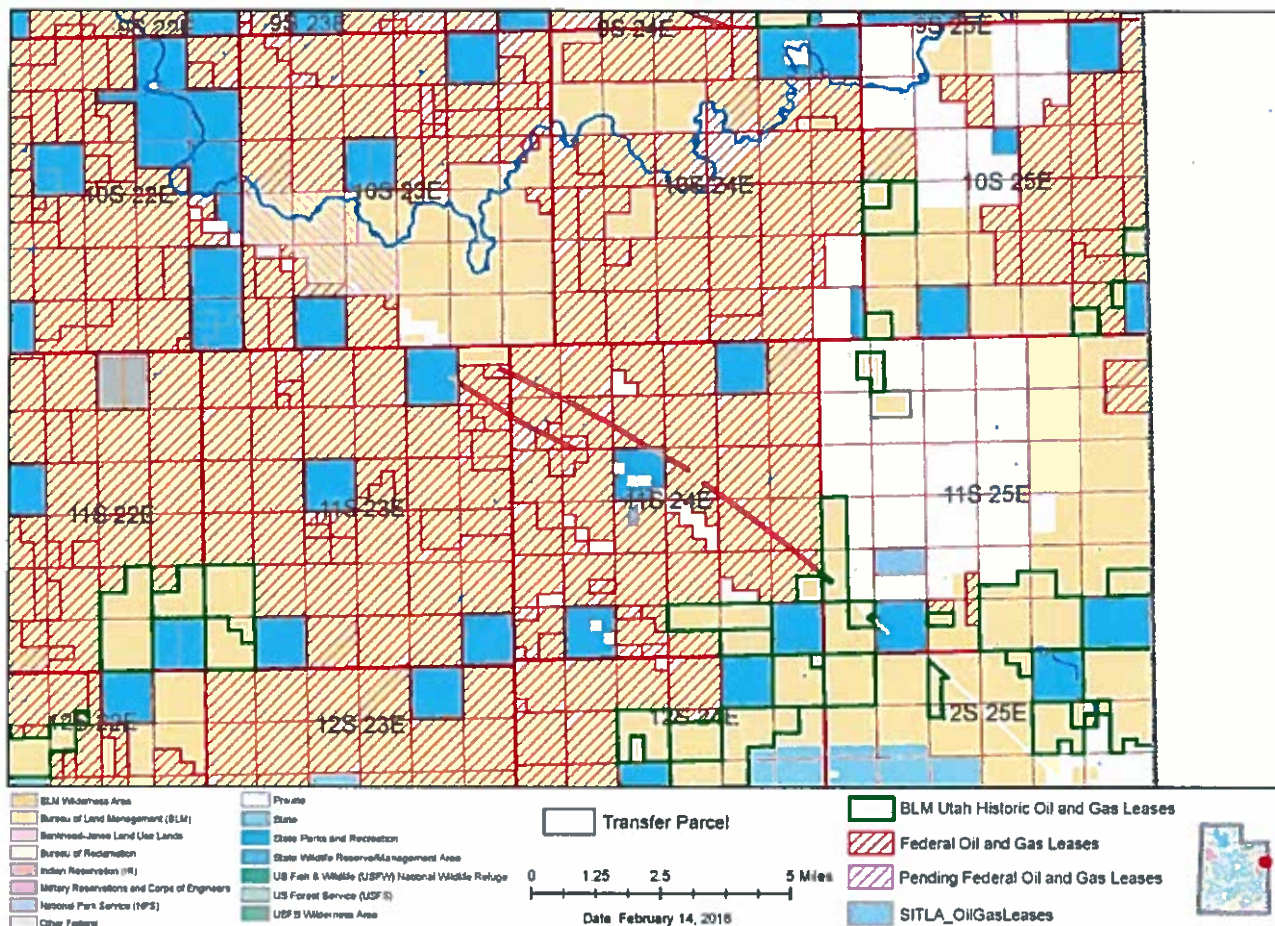 9S 22E
9S 23E
9S 24E
9S 25E
10S 22E
10S 23E
10S 24E
10S 25E
11S 22E
11S 23E
11S 24E
11S 25E
12S 22E
12S 23E
12S 24E
12S 25E
BLM Wilderness Area
Bureau of Land Management (BLM)
Bankhead-Jones Land Use Lands
Bureau of Reclamation
Indian Reservation (IR)
Military Reservations and Corps of Engineers
National Park Service (NPS)
Other Federal
Private
State
State Parks and Recreation
State Wildlife Reserve/Management Area
US Fish & Wildlife (USFW) National Wildlife Refuge
US Forest Service (USFS)
USFS Wilderness Area
Transfer Parcel
0 1.25 2.5 5 Miles
Date: February 14, 2018
BLM Utah Historic Oil and Gas Leases
Federal Oil and Gas Leases
Pending Federal Oil and Gas Leases
SITLA_OilGasLeases